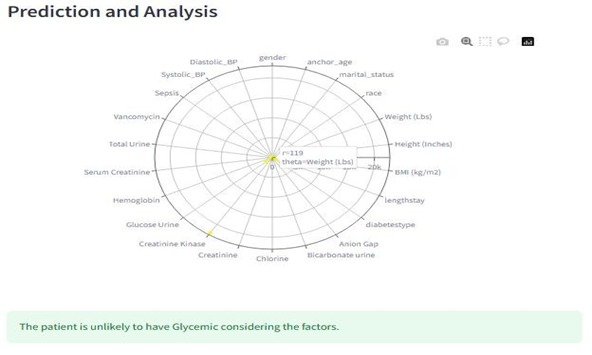 Prediction and Analysis
gender
Diastolic_BP
anchor_age
Systolic_BP
marital_status
Sepsis
race
Vancomycin
Weight (Lbs)
Total Urine
Height (Inches)
r=119
theta=Weight (Lbs)
0
20k
Serum Creatinine
BMI (kg/m2)
Hemoglobin
lengthstay
Glucose Urine
diabetestype
Creatinine Kinase
Anion Gap
Creatinine
Bicarbonate urine
Chlorine
The patient is unlikely to have Glycemic considering the factors.